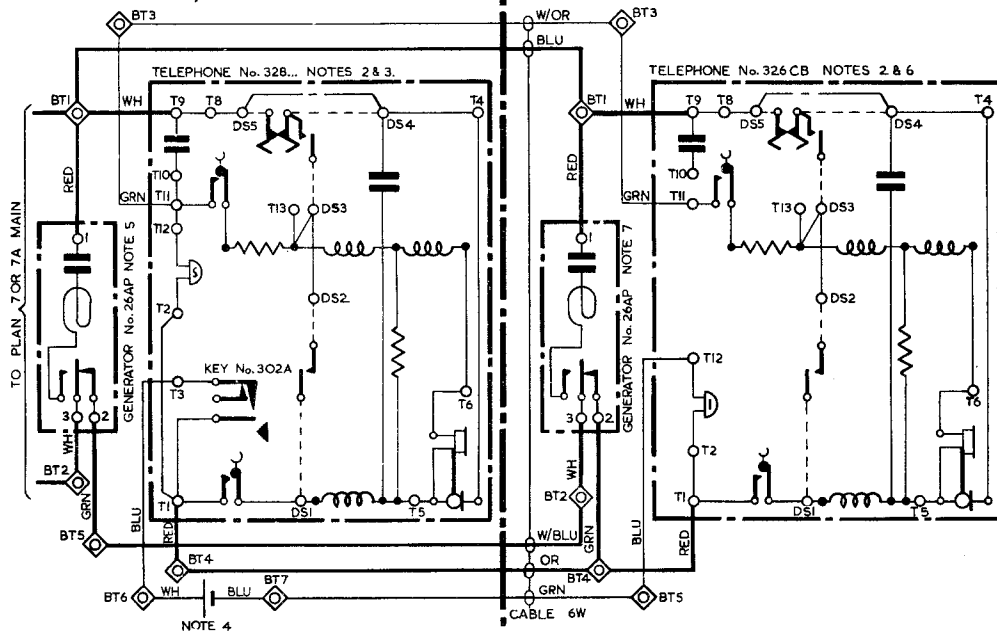 BT3
W/OR
BT3
BLU
TELEPHONE No. 328... NOTES 2 & 3.
TELEPHONE No. 326 CB NOTES 2 & 6
BT1
WH
T9
T8
DS5
DS4
T4
BT1
WH
T9
T8
DS5
DS4
T4
RED
T10
GRN
T11
T12
T13
DS3
RED
T10
GRN
T11
T13
DS3
TO PLAN 7 OR 7A MAIN
1
GENERATOR No. 26AP NOTE 5
T2
DS2
1
GENERATOR No. 26AP NOTE 7
DS2
T12
KEY No. 302A
T3
T6
T6
3
2
3
2
WH
WH
T2
BT2
GRN
BLU
T1
RED
DS1
T5
BT2
GRN
BLU
T1
RED
DS1
T5
BT5
W/BLU
BT4
OR
BT4
BT6
WH
BLU
BT7
GRN
BT5
NOTE 4
CABLE 6W